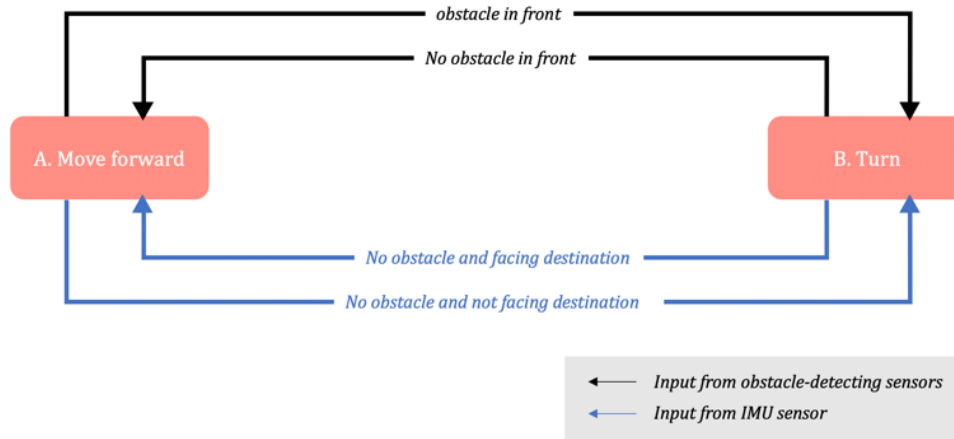 obstacle in front
No obstacle in front
A. Move forward
B. Turn
No obstacle and facing destination
No obstacle and not facing destination
Input from obstacle-detecting sensors
Input from IMU sensor